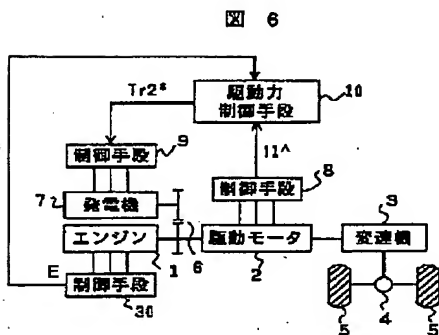 図 6
Tr2*
駆動力
制御手段
10
制御手段
9
τ1^
7
発電機
制御手段
8
エンジン
駆動モータ
変速機
3
E
1
6
2
制御手段
30
4
5
5